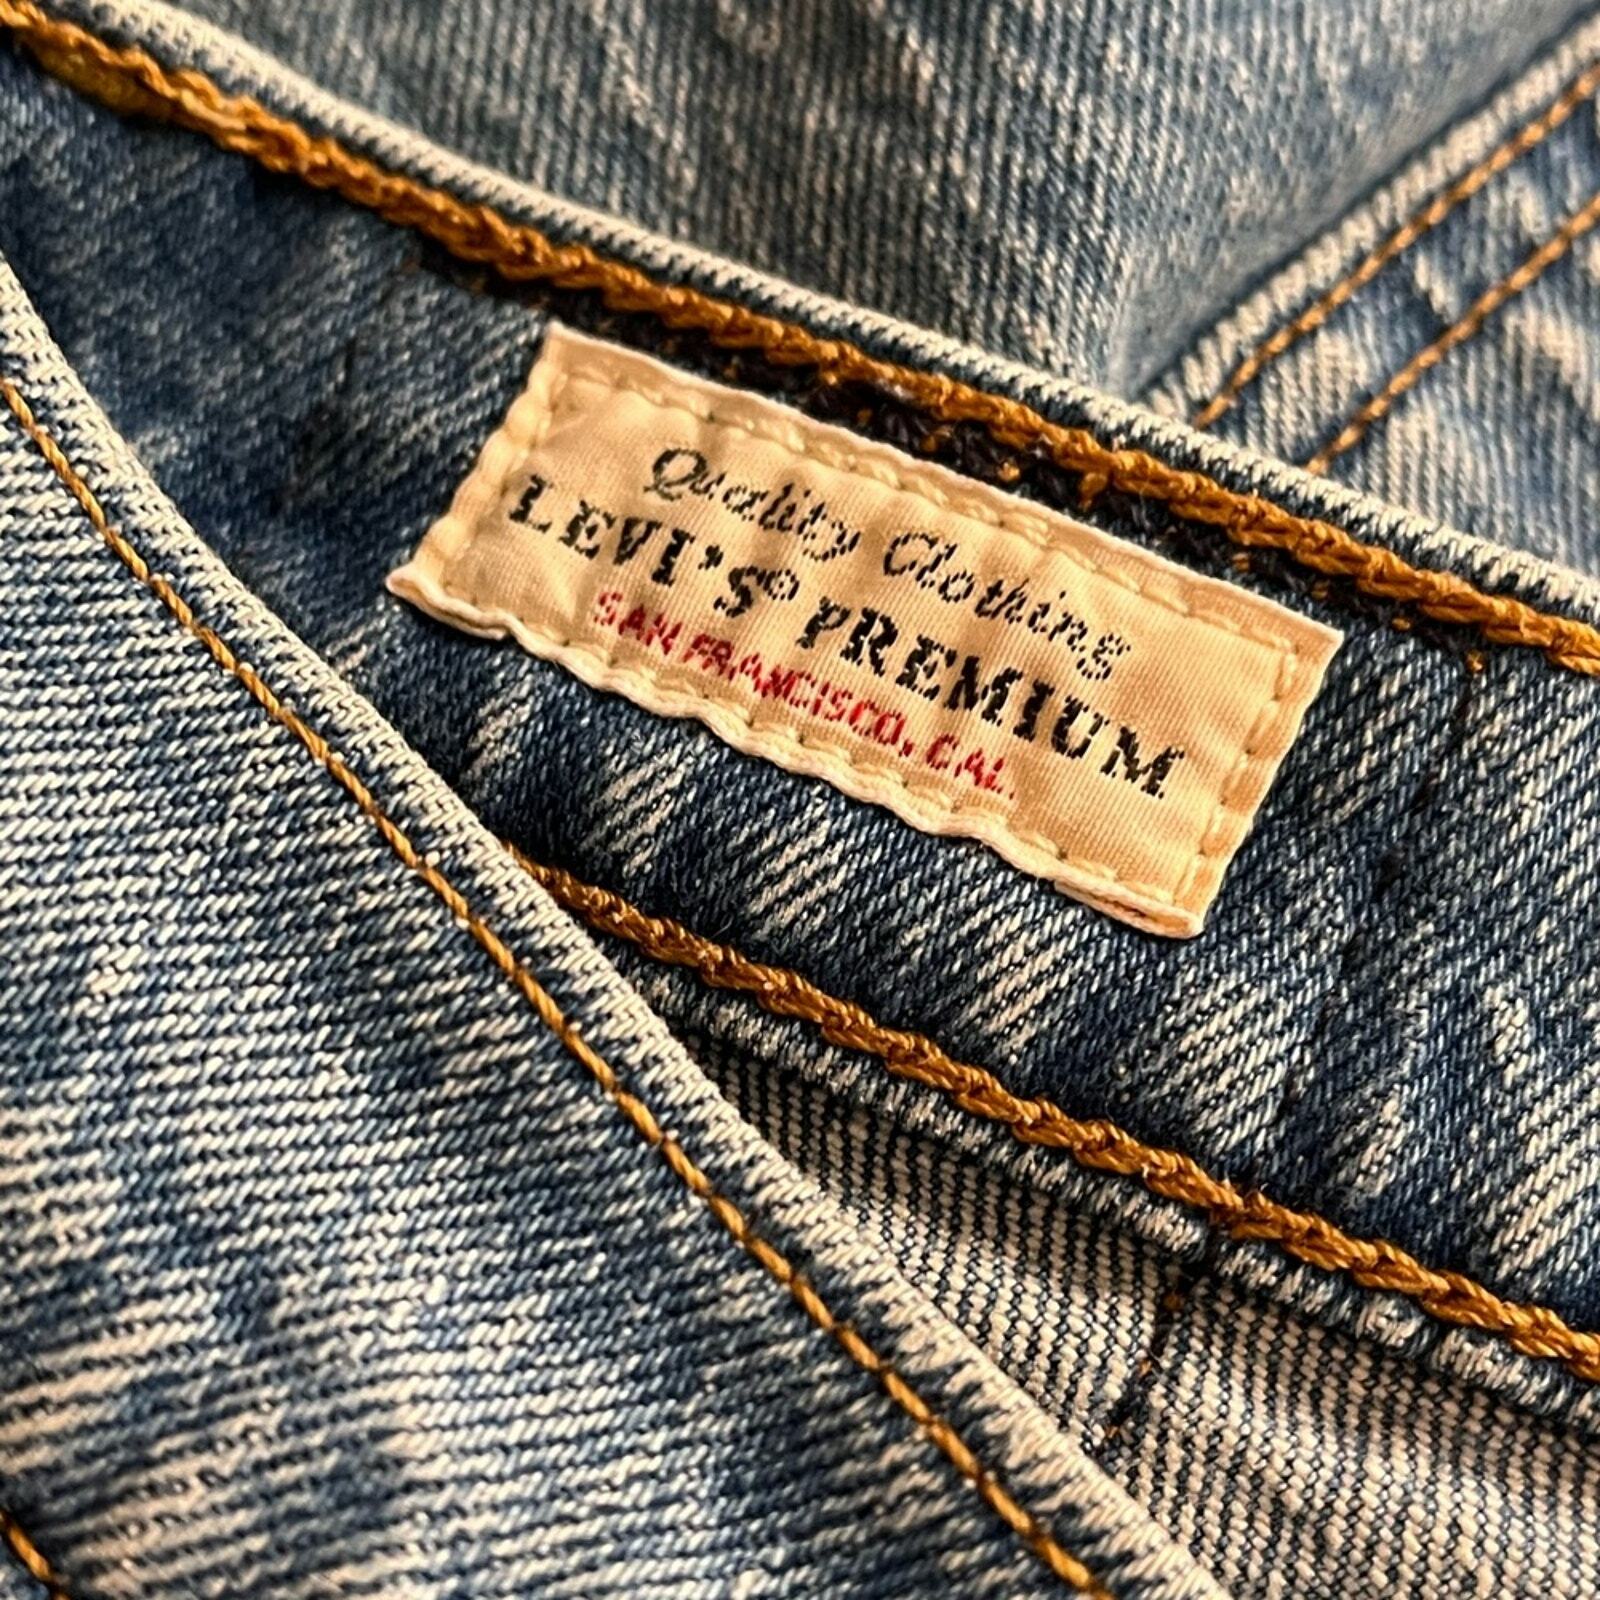 Quality Clothing
LEVI'S® PREMIUM
SAN FRANCISCO, CAL.